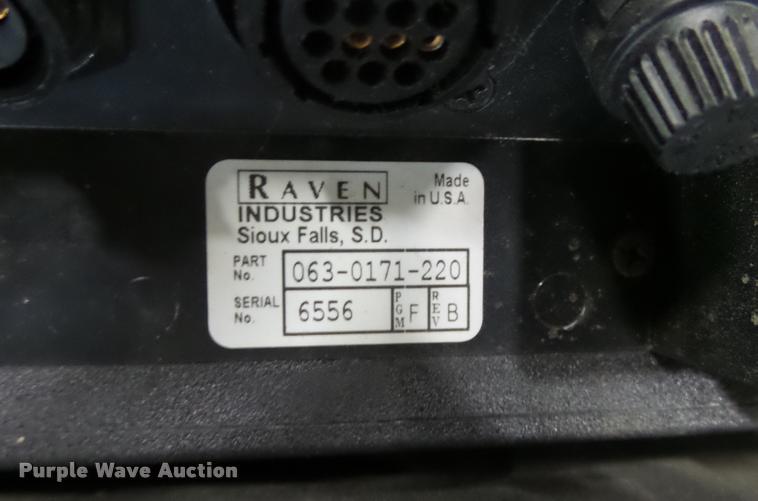 RAVEN
Made
in U.S.A.
INDUSTRIES
Sioux Falls, S.D.
PART
No.
063-0171-220
SERIAL
No.
6556
PGM
F
REV
B
Purple Wave Auction